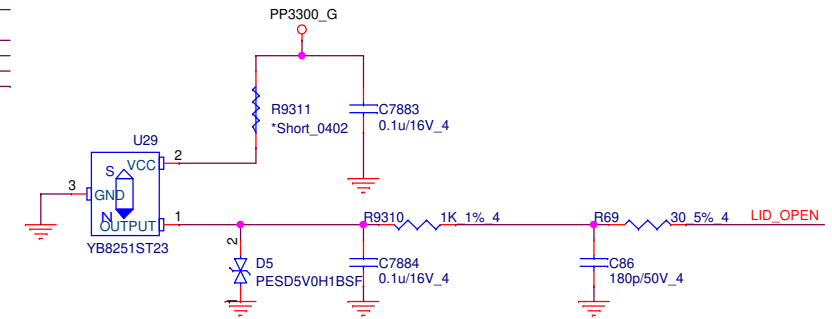 PP3300_G
R9311
*Short_0402
C7883
0.1u/16V_4
U29
2
VCC
S
3
GND
N
OUTPUT
1
YB8251ST23
2
D5
PESD5V0H1BSF
1
C7884
0.1u/16V_4
R9310
1K_1%_4
C86
180p/50V_4
R69
30_5%_4
LID_OPEN